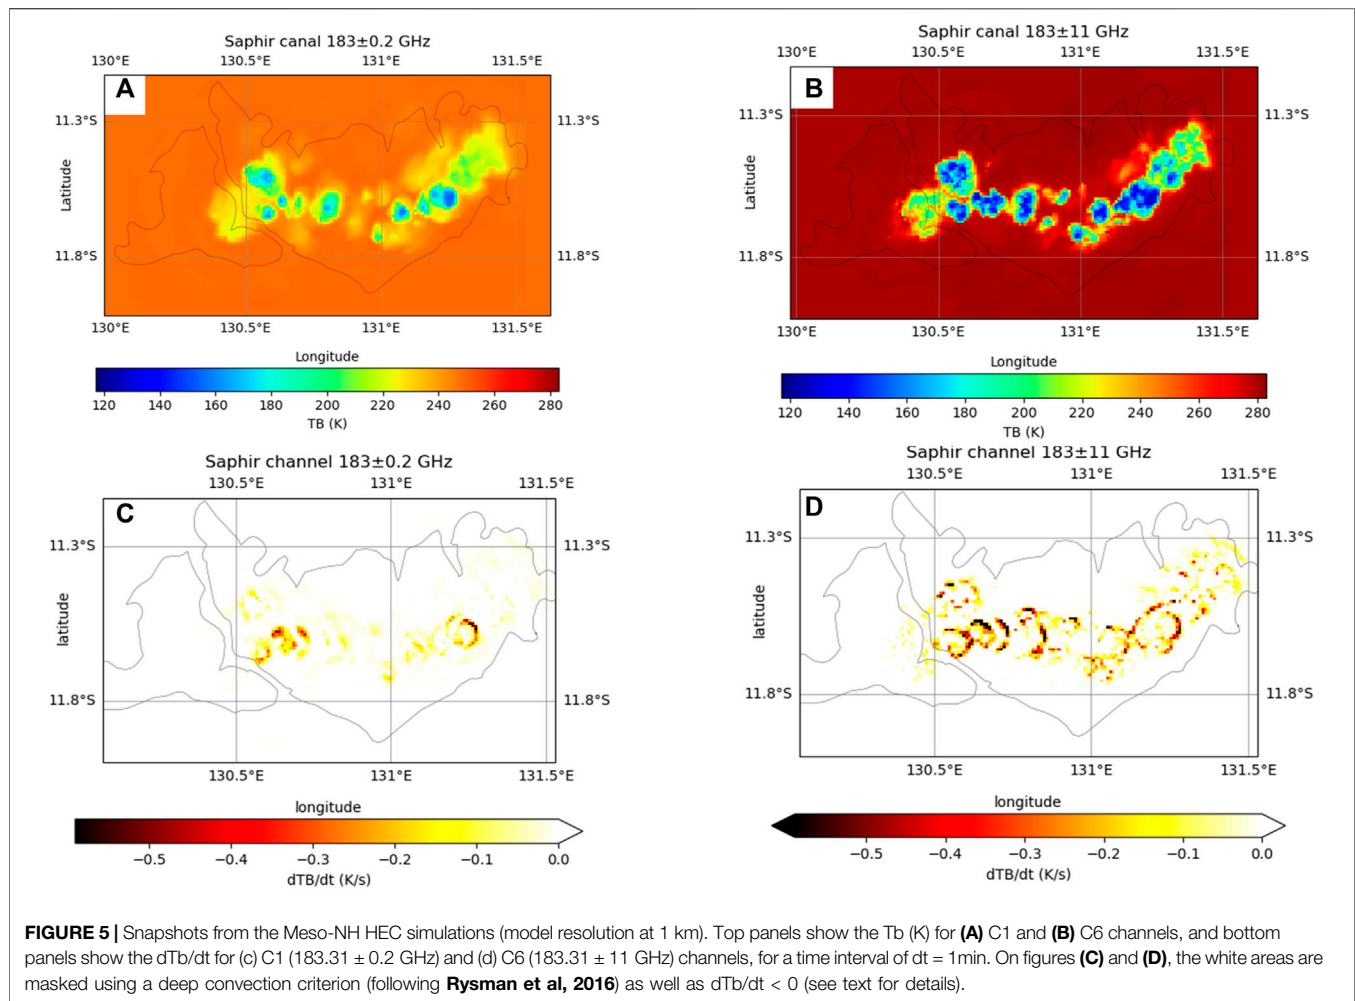 Saphir canal 183±0.2 GHz
130°E 130.5°E 131°E 131.5°E
A
11.3°S 11.3°S
Latitude
11.8°S 11.8°S
130°E 130.5°E 131°E 131.5°E
Longitude
120 140 160 180 200 220 240 260 280
TB (K)
Saphir canal 183±11 GHz
130°E 130.5°E 131°E 131.5°E
B
11.3°S 11.3°S
Latitude
11.8°S 11.8°S
130°E 130.5°E 131°E 131.5°E
Longitude
120 140 160 180 200 220 240 260 280
TB (K)
Saphir channel 183±0.2 GHz
130.5°E 131°E 131.5°E
C
11.3°S 11.3°S
latitude
11.8°S 11.8°S
130.5°E 131°E 131.5°E
longitude
−0.5 −0.4 −0.3 −0.2 −0.1 0.0
dTB/dt (K/s)
Saphir channel 183±11 GHz
130.5°E 131°E 131.5°E
D
11.3°S 11.3°S
latitude
11.8°S 11.8°S
130.5°E 131°E 131.5°E
longitude
−0.5 −0.4 −0.3 −0.2 −0.1 0.0
dTB/dt (K/s)
FIGURE 5 | Snapshots from the Meso-NH HEC simulations (model resolution at 1 km). Top panels show the Tb (K) for (A) C1 and (B) C6 channels, and bottom
panels show the dTb/dt for (c) C1 (183.31 ± 0.2 GHz) and (d) C6 (183.31 ± 11 GHz) channels, for a time interval of dt = 1min. On figures (C) and (D), the white areas are
masked using a deep convection criterion (following Rysman et al, 2016) as well as dTb/dt < 0 (see text for details).